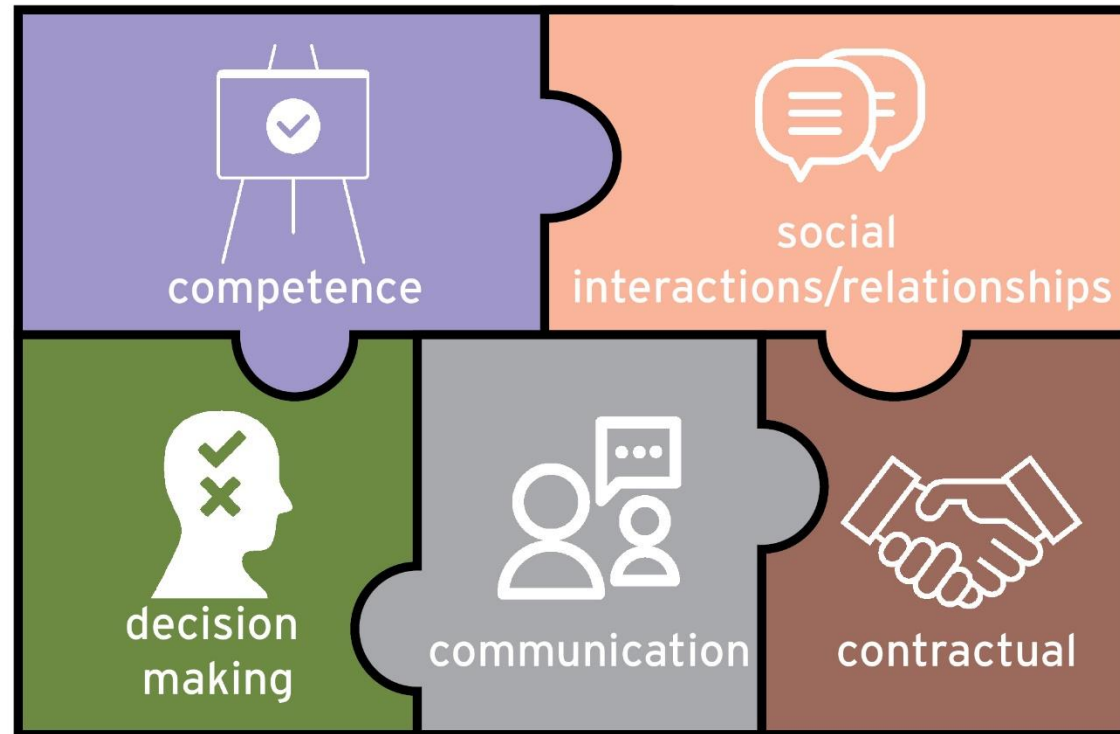 competence
social
interactions/relationships
decision
making
communication
contractual